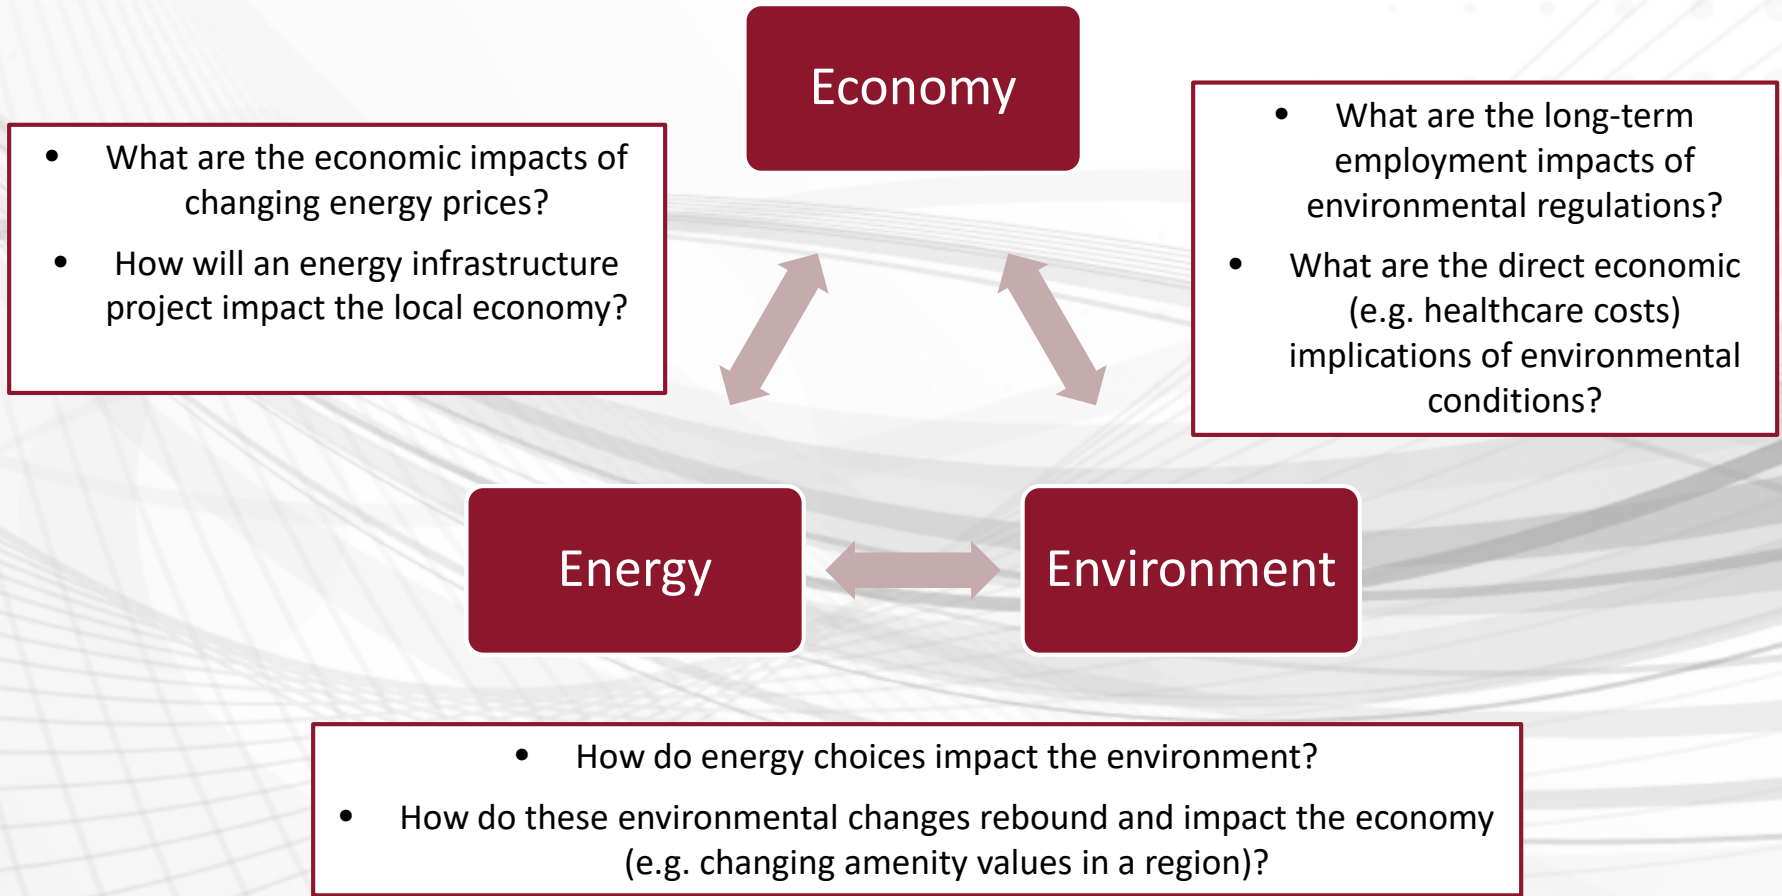 Economy
• What are the economic impacts of
changing energy prices?
• How will an energy infrastructure
project impact the local economy?
• What are the long-term
employment impacts of
environmental regulations?
• What are the direct economic
(e.g. healthcare costs)
implications of environmental
conditions?
Energy
Environment
• How do energy choices impact the environment?
• How do these environmental changes rebound and impact the economy
(e.g. changing amenity values in a region)?